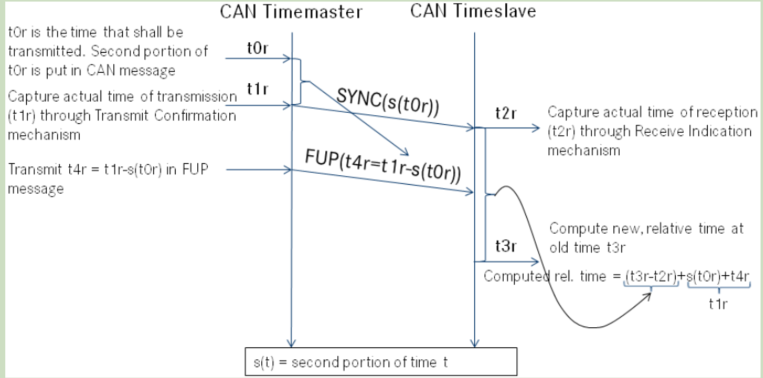 CAN Timemaster
CAN Timeslave
t0r is the time that shall be
transmitted. Second portion of
t0r is put in CAN message
t0r
t1r
Capture actual time of transmission
(t1r) through Transmit Confirmation
mechanism
SYNC(s(t0r))
t2r
Capture actual time of reception
(t2r) through Receive Indication
mechanism
Transmit t4r = t1r-s(t0r) in FUP
message
FUP(t4r=t1r-s(t0r))
Compute new, relative time at
old time t3r
t3r
Computed rel. time = (t3r-t2r)+s(t0r)+t4r
t1r
s(t) = second portion of time t